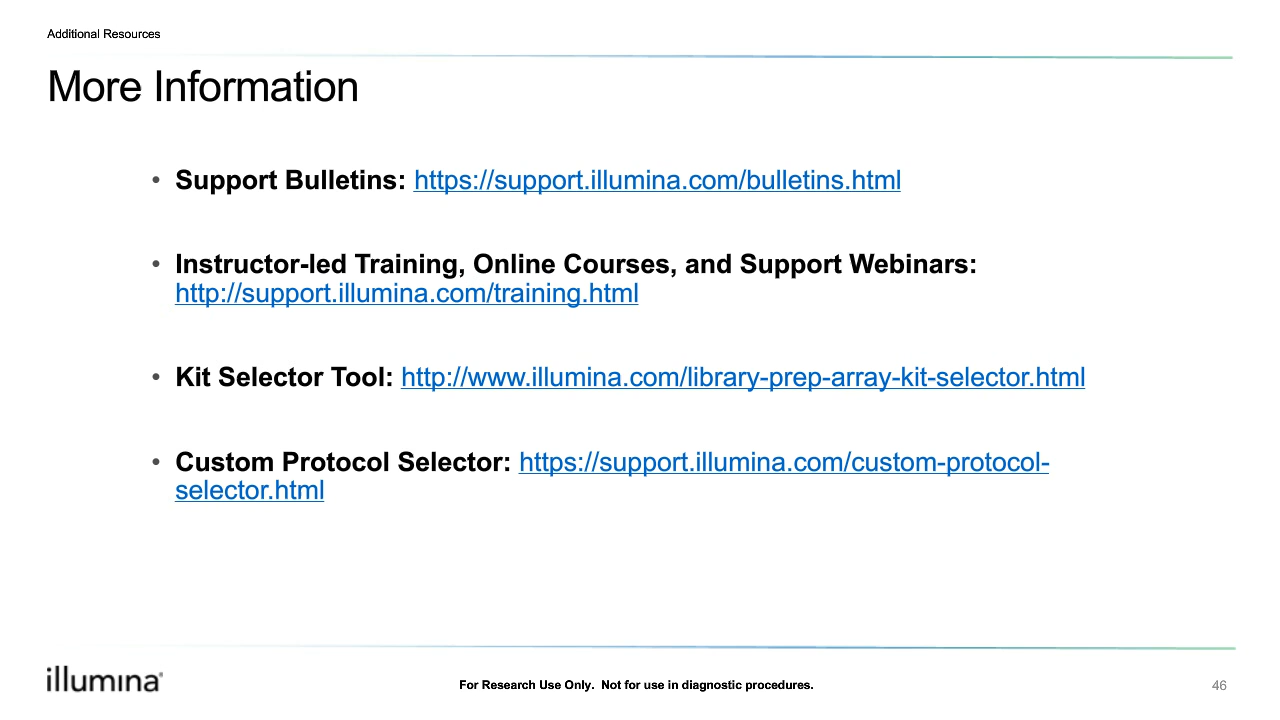 Additional Resources
More Information
• Support Bulletins: https://support.illumina.com/bulletins.html
• Instructor-led Training, Online Courses, and Support Webinars:
http://support.illumina.com/training.html
• Kit Selector Tool: http://www.illumina.com/library-prep-array-kit-selector.html
• Custom Protocol Selector: https://support.illumina.com/custom-protocol-
selector.html
illumina®
For Research Use Only. Not for use in diagnostic procedures.
46